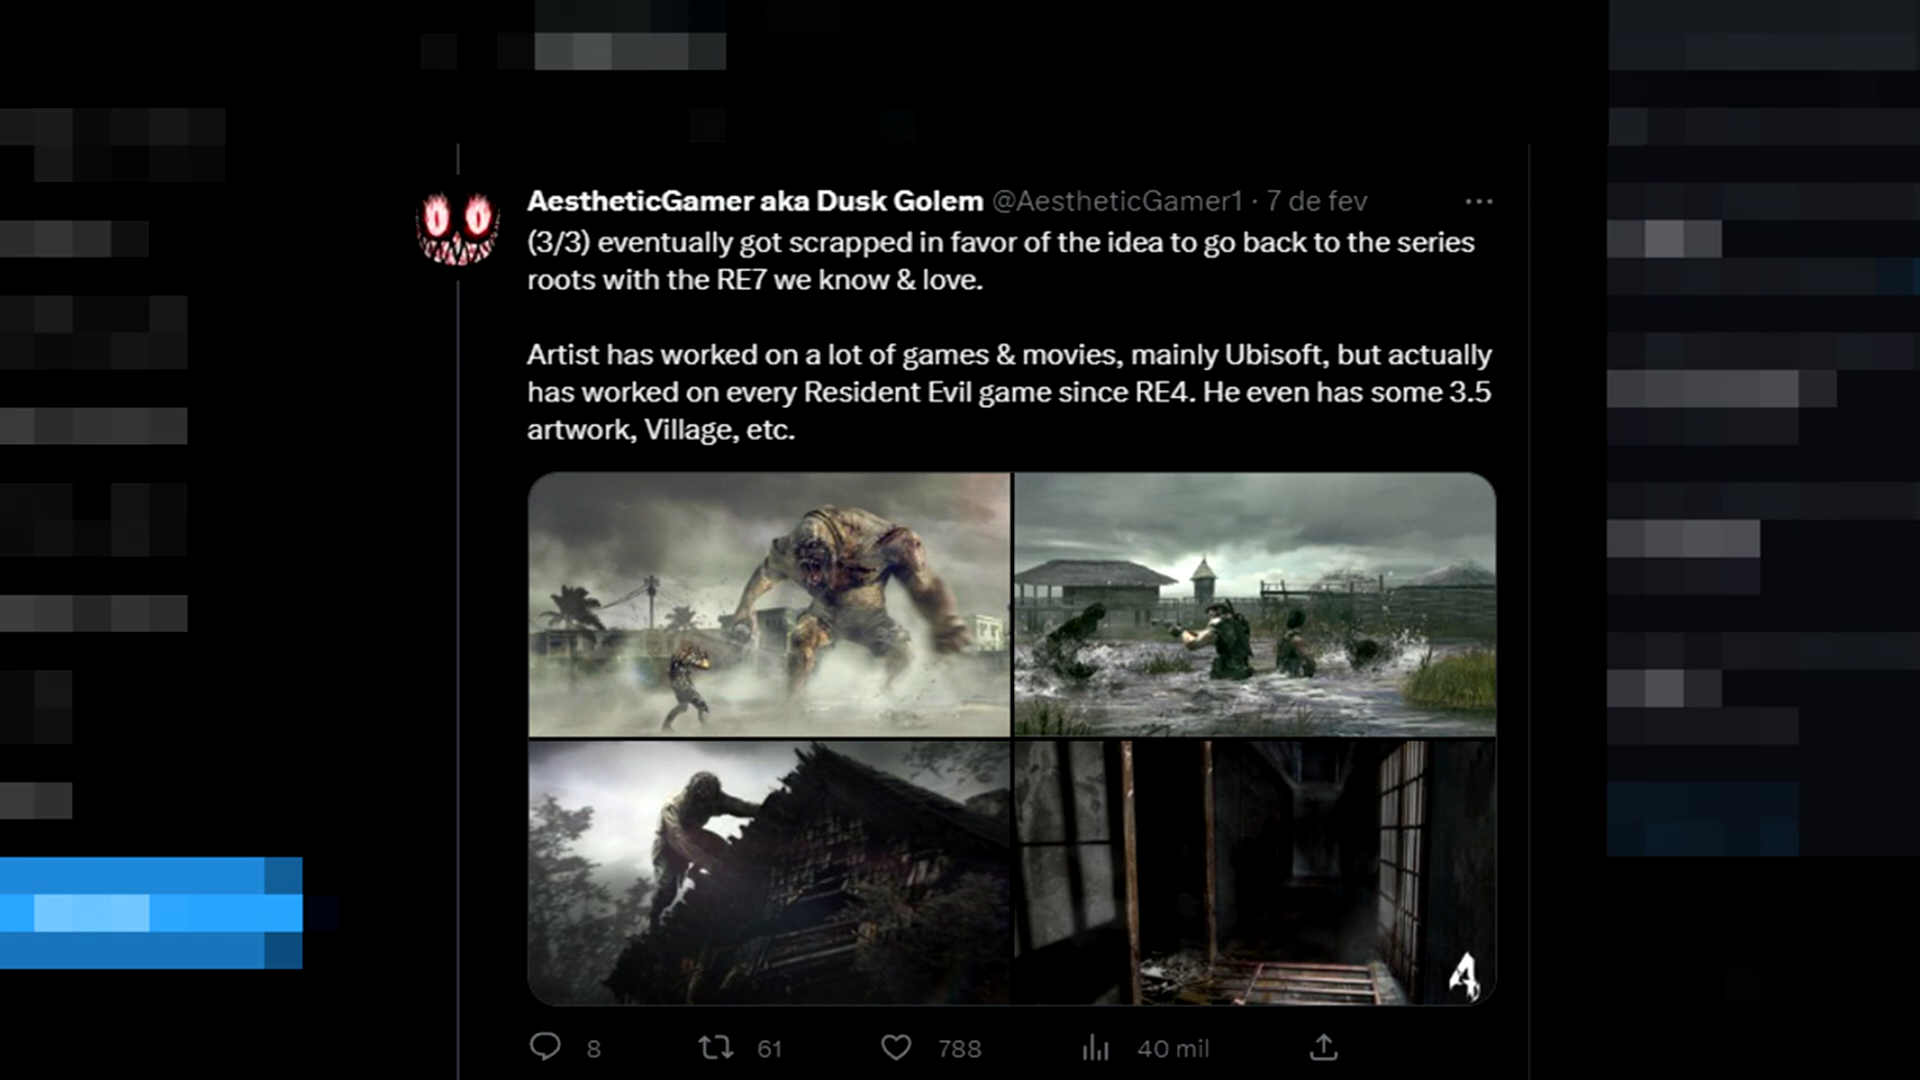 AestheticGamer aka Dusk Golem @AestheticGamer1 · 7 de fev
(3/3) eventually got scrapped in favor of the idea to go back to the series
roots with the RE7 we know & love.
Artist has worked on a lot of games & movies, mainly Ubisoft, but actually
has worked on every Resident Evil game since RE4. He even has some 3.5
artwork, Village, etc.
4
8 61 788 40 mil